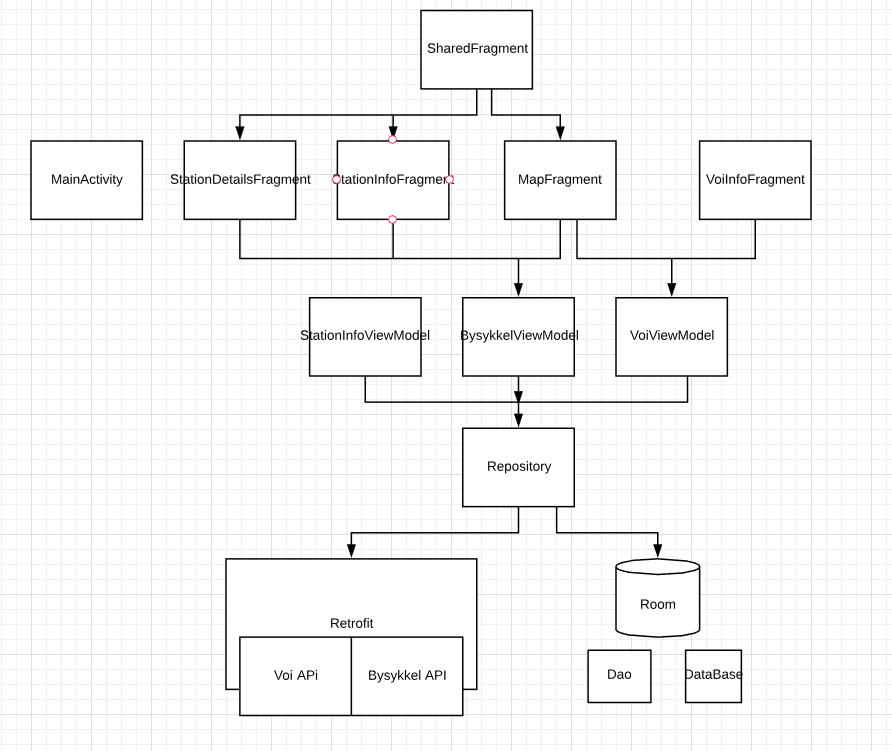 SharedFragment
MainActivity
StationDetailsFragment
StationInfoFragment
MapFragment
VoiInfoFragment
StationInfoViewModel
BysykkelViewModel
VoiViewModel
Repository
Retrofit
Room
Voi APi
Bysykkel API
Dao
DataBase